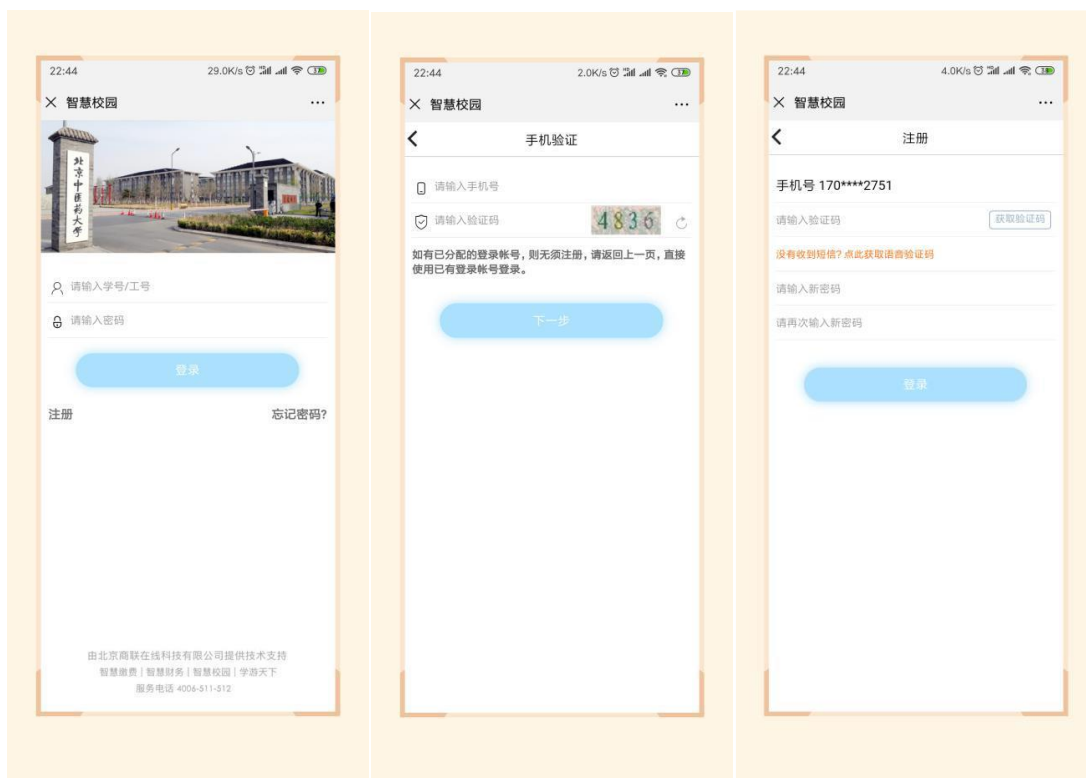 22:44
29.0K/s
37
智慧校园
北京中医药大学
请输入学号/工号
请输入密码
登录
注册
忘记密码?
由北京商联在线科技有限公司提供技术支持
智慧缴费 | 智慧财务 | 智慧校园 | 学游天下
服务电话 4006-511-512
22:44
2.0K/s
37
智慧校园
手机验证
请输入手机号
请输入验证码
4836
如有已分配的登录帐号，则无须注册，请返回上一页，直接
使用已有登录帐号登录。
下一步
22:44
4.0K/s
智慧校园
注册
手机号 170****2751
请输入验证码
获取验证码
没有收到短信? 点此获取语音验证码
请输入新密码
请再次输入新密码
登录